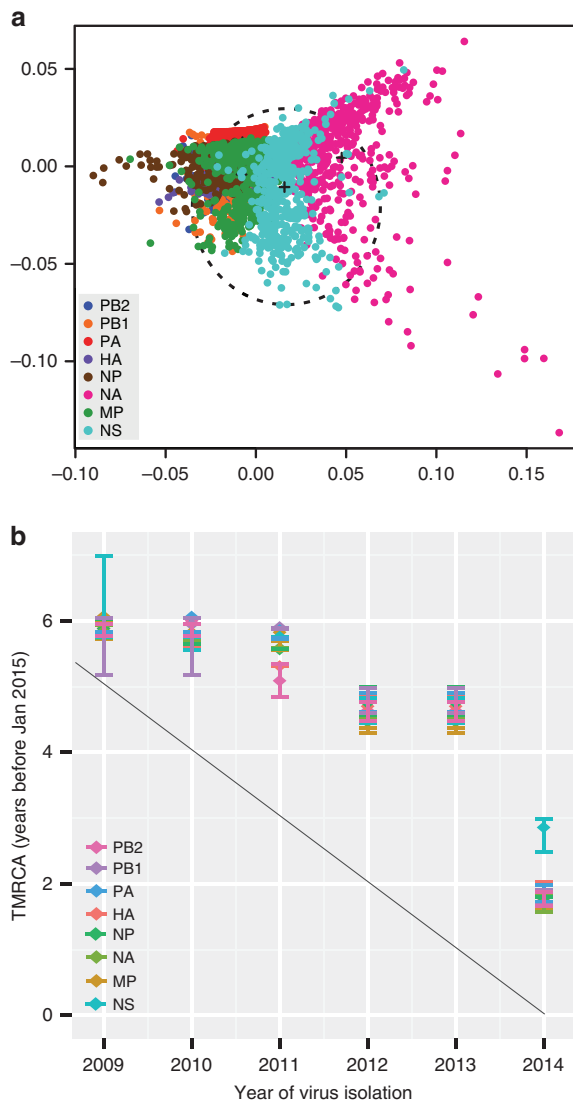 a
0.05
0.00
−0.05
−0.10
PB2
PB1
PA
HA
NP
NA
MP
NS
−0.10 −0.05 0.00 0.05 0.10 0.15
b
TMRCA (years before Jan 2015)
6
4
2
0
PB2
PB1
PA
HA
NP
NA
MP
NS
2009 2010 2011 2012 2013 2014
Year of virus isolation